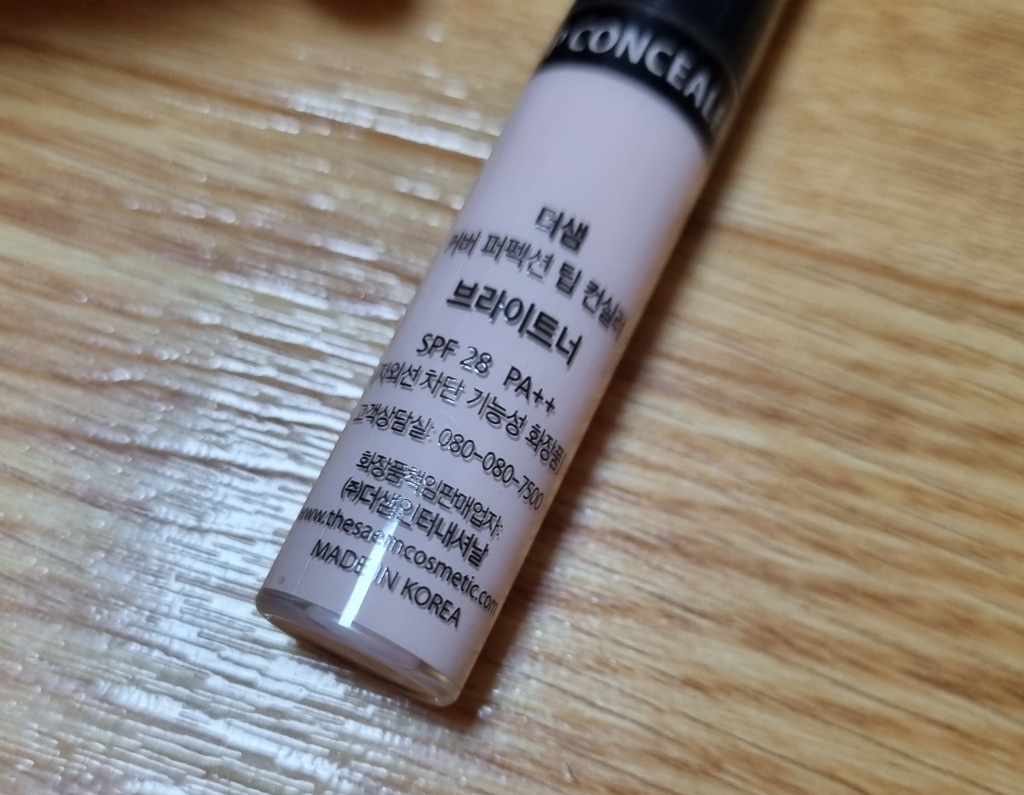 CONCEAL
더샘
커버 퍼펙션 팁 컨실러
브라이트너
SPF 28 PA++
자외선 차단 기능성 화장품
고객상담실: 080-080-7500
화장품책임판매업자:
(주)더샘인터내셔날
www.thesaemcosmetic.com
MADE IN KOREA